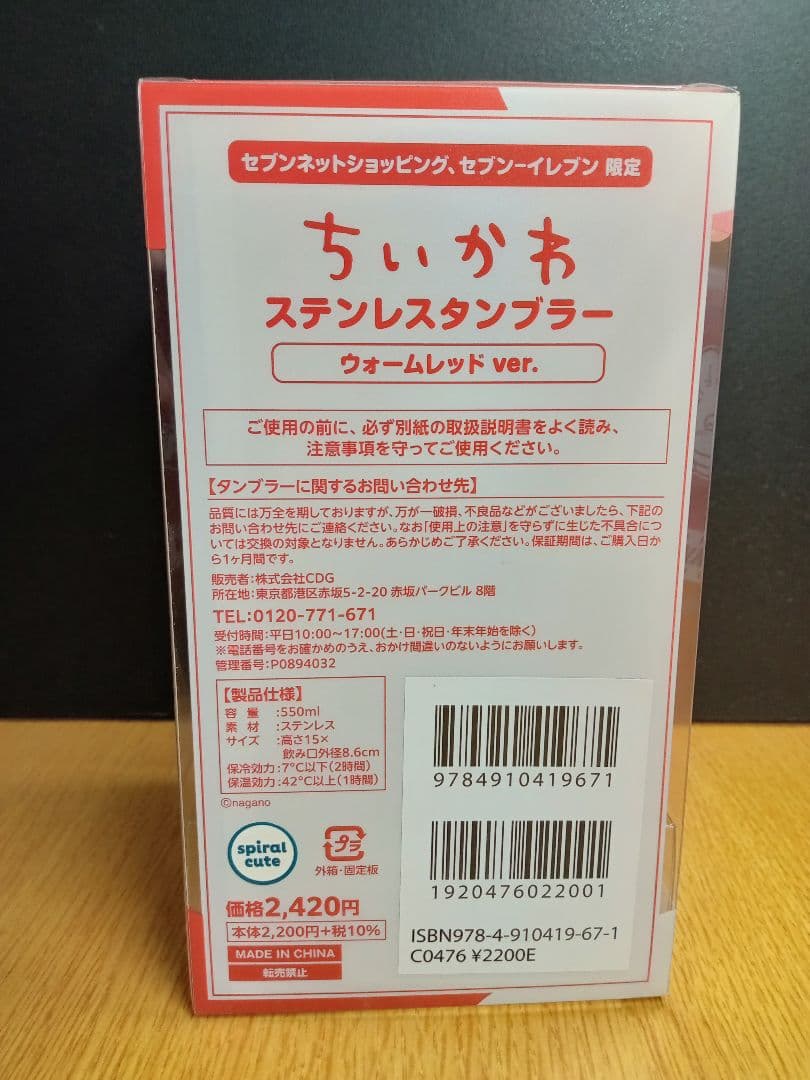 セブンネットショッピング、セブン-イレブン 限定
ちいかわ
ステンレスタンブラー
ウォームレッド ver.
ご使用の前に、必ず別紙の取扱説明書をよく読み、
注意事項を守ってご使用ください。
【タンブラーに関するお問い合わせ先】
品質には万全を期しておりますが、万が一破損、不良品などがございましたら、下記の
お問い合わせ先にご連絡ください。なお「使用上の注意」を守らずに生じた不具合につ
いては交換の対象となりません。あらかじめご了承ください。保証期間は、ご購入日か
ら1ヶ月間です。
販売者:株式会社CDG
所在地:東京都港区赤坂5-2-20 赤坂パークビル 8階
TEL:0120-771-671
受付時間:平日10:00~17:00(土・日・祝日・年末年始を除く)
※電話番号をお確かめのうえ、おかけ間違いのないようにお願いします。
管理番号:P0894032
【製品仕様】
容 量 :550ml
素 材 :ステンレス
サイズ :高さ15×
飲み口外径8.6cm
保冷効力:7℃以下(2時間)
保温効力:42℃以上(1時間)
©nagano
spiral
cute
プラ
外箱・固定板
価格2,420円
本体2,200円+税10%
MADE IN CHINA
転売禁止
9784910419671
1920476022001
ISBN978-4-910419-67-1
C0476 ¥2200E